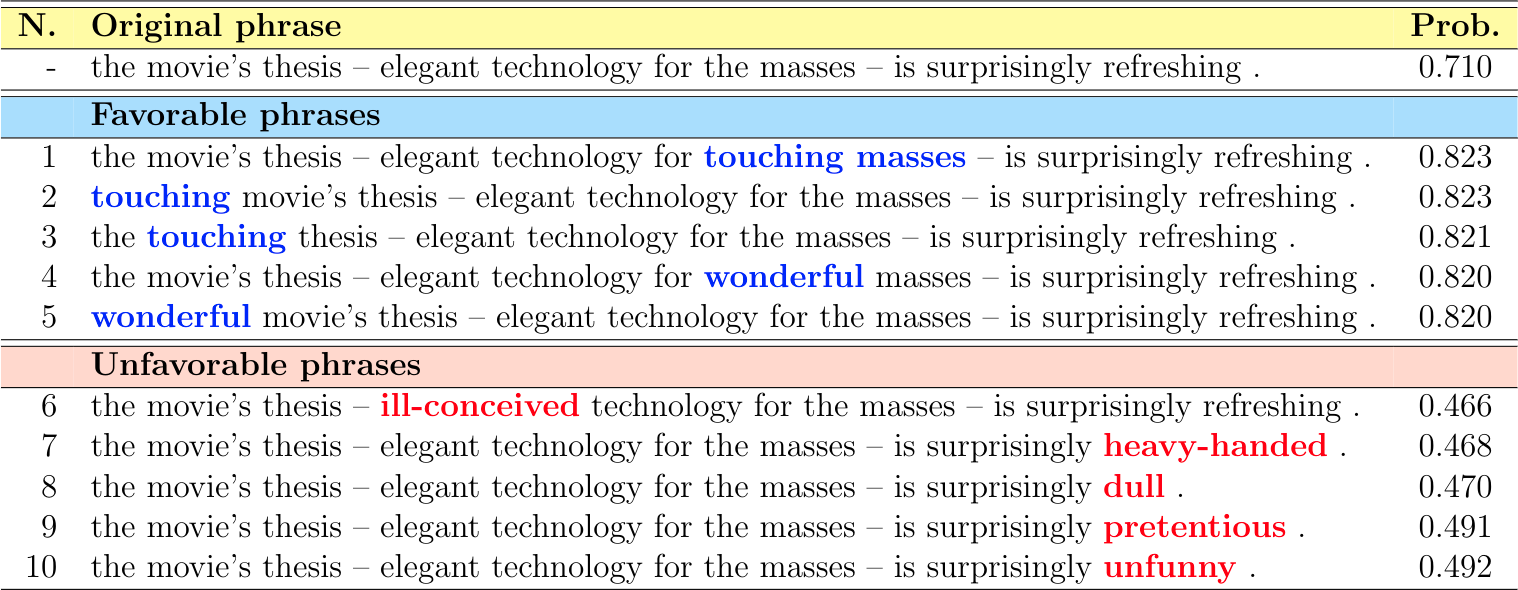 N. Original phrase Prob.
- the movie's thesis – elegant technology for the masses – is surprisingly refreshing . 0.710
Favorable phrases
1 the movie's thesis – elegant technology for touching masses – is surprisingly refreshing . 0.823
2 touching movie's thesis – elegant technology for the masses – is surprisingly refreshing . 0.823
3 the touching thesis – elegant technology for the masses – is surprisingly refreshing . 0.821
4 the movie's thesis – elegant technology for wonderful masses – is surprisingly refreshing . 0.820
5 wonderful movie's thesis – elegant technology for the masses – is surprisingly refreshing . 0.820
Unfavorable phrases
6 the movie's thesis – ill-conceived technology for the masses – is surprisingly refreshing . 0.466
7 the movie's thesis – elegant technology for the masses – is surprisingly heavy-handed . 0.468
8 the movie's thesis – elegant technology for the masses – is surprisingly dull . 0.470
9 the movie's thesis – elegant technology for the masses – is surprisingly pretentious . 0.491
10 the movie's thesis – elegant technology for the masses – is surprisingly unfunny . 0.492